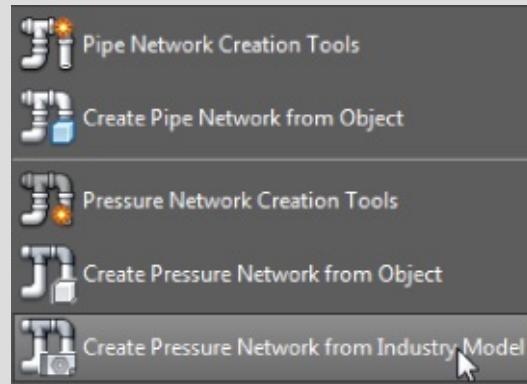 Pipe Network Creation Tools
Create Pipe Network from Object
Pressure Network Creation Tools
Create Pressure Network from Object
Create Pressure Network from Industry Model